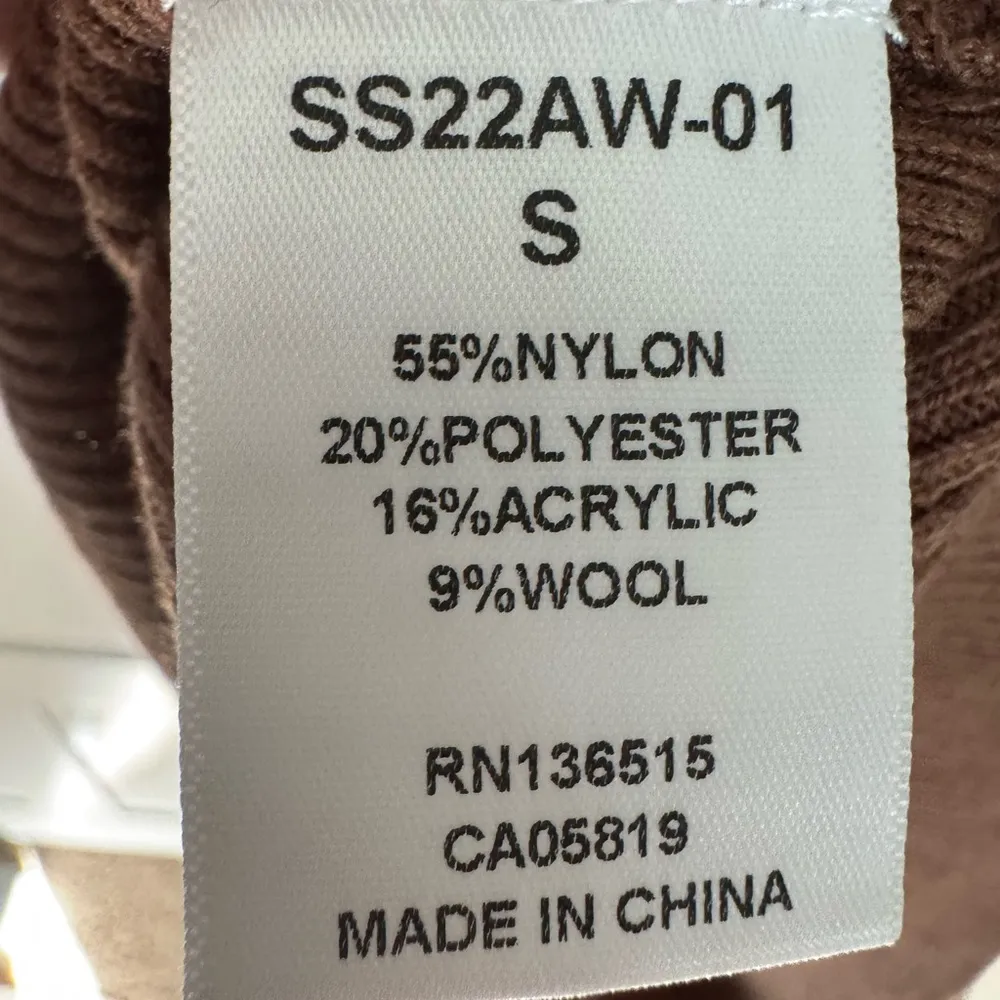 SS22AW-01
S
55%NYLON
20%POLYESTER
16%ACRYLIC
9%WOOL
RN136515
CA05819
MADE IN CHINA